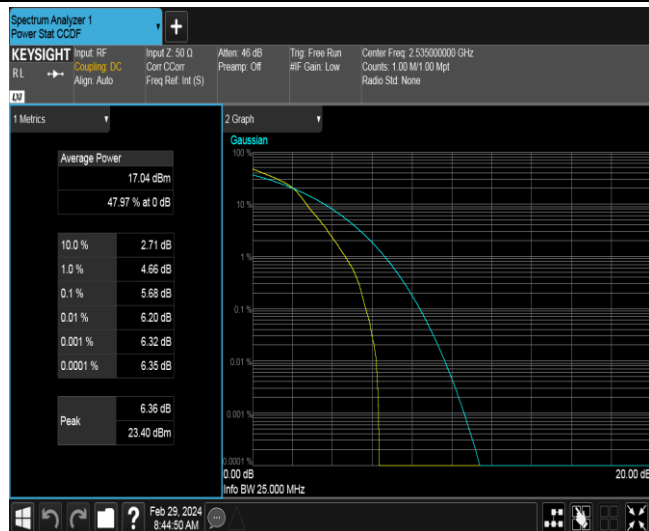 Spectrum Analyzer 1
Power Stat CCDF
+
KEYSIGHT
RL
Input: RF
Coupling: DC
Align: Auto
Input Z: 50 Ω
Corr CCorr
Freq Ref: Int (S)
Atten: 46 dB
Preamp: Off
Trig: Free Run
#IF Gain: Low
Center Freq: 2.535000000 GHz
Counts: 1.00 M/1.00 Mpt
Radio Std: None
1 Metrics
Average Power
17.04 dBm
47.97 % at 0 dB
10.0 % 2.71 dB
1.0 % 4.66 dB
0.1 % 5.68 dB
0.01 % 6.20 dB
0.001 % 6.32 dB
0.0001 % 6.35 dB
Peak
6.36 dB
23.40 dBm
2 Graph
Gaussian
100 %
10 %
1 %
0.1 %
0.01 %
0.001 %
0.0001 %
0.00 dB
20.00 dB
Info BW 25.000 MHz
?
Feb 29, 2024
8:44:50 AM